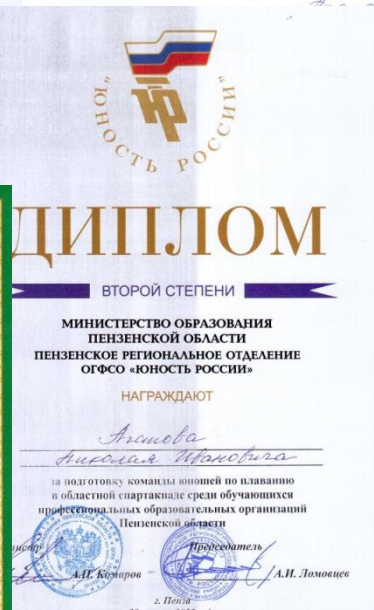 "ЮНОСТЬ РОССИИ"
ДИПЛОМ
ВТОРОЙ СТЕПЕНИ
МИНИСТЕРСТВО ОБРАЗОВАНИЯ
ПЕНЗЕНСКОЙ ОБЛАСТИ
ПЕНЗЕНСКОЕ РЕГИОНАЛЬНОЕ ОТДЕЛЕНИЕ
ОГФСО «ЮНОСТЬ РОССИИ»
НАГРАЖДАЮТ
Агапова
Николая Ивановича
за подготовку команды юношей по плаванию
в областной спартакиаде среди обучающихся
профессиональных образовательных организаций
Пензенской области
Председатель
А.Г. Комаров
А.И. Ломовцев
г. Пенза